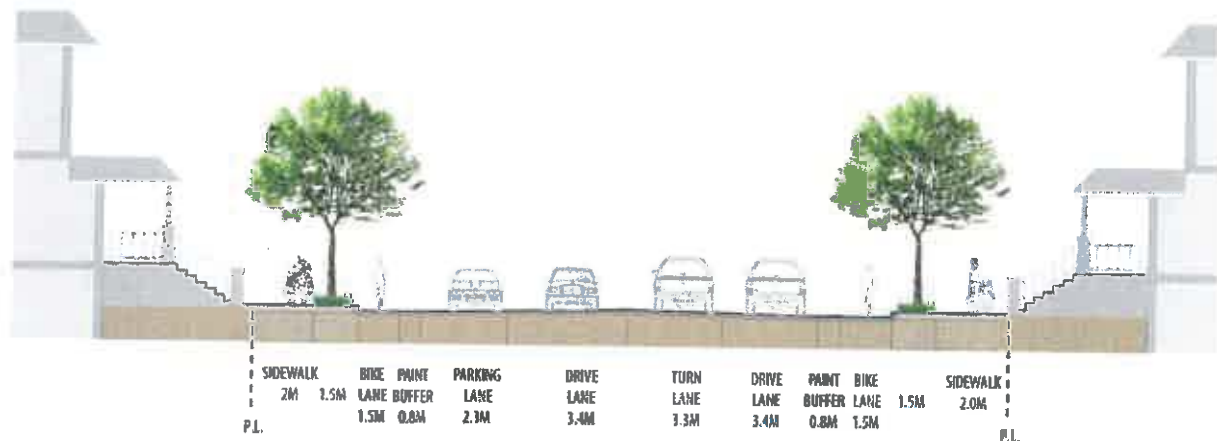 SIDEWALK
2M
1.5M
BIKE
LANE
1.5M
PAINT
BUFFER
0.8M
PARKING
LANE
2.3M
DRIVE
LANE
3.4M
TURN
LANE
3.3M
DRIVE
LANE
3.4M
PAINT
BUFFER
0.8M
BIKE
LANE
1.5M
1.5M
SIDEWALK
2.0M
P.L.
P.L.